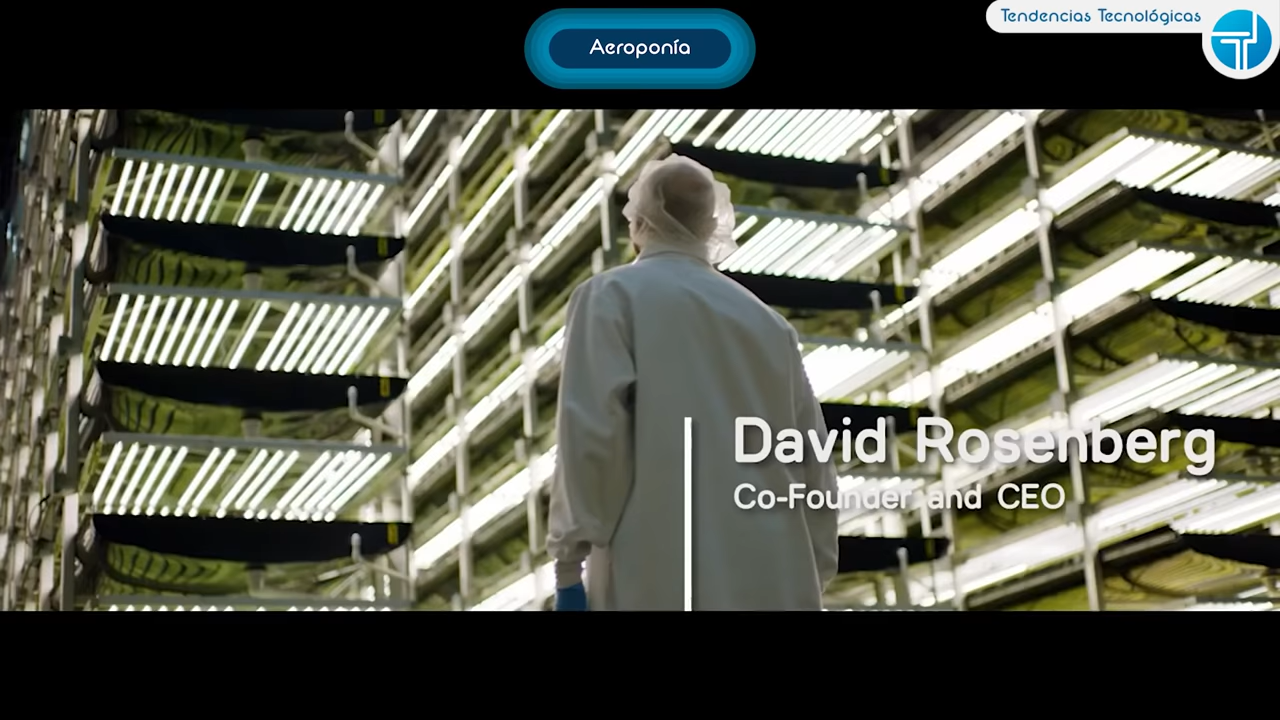 Tendencias Tecnológicas
Aeroponía
David Rosenberg
Co-Founder and CEO